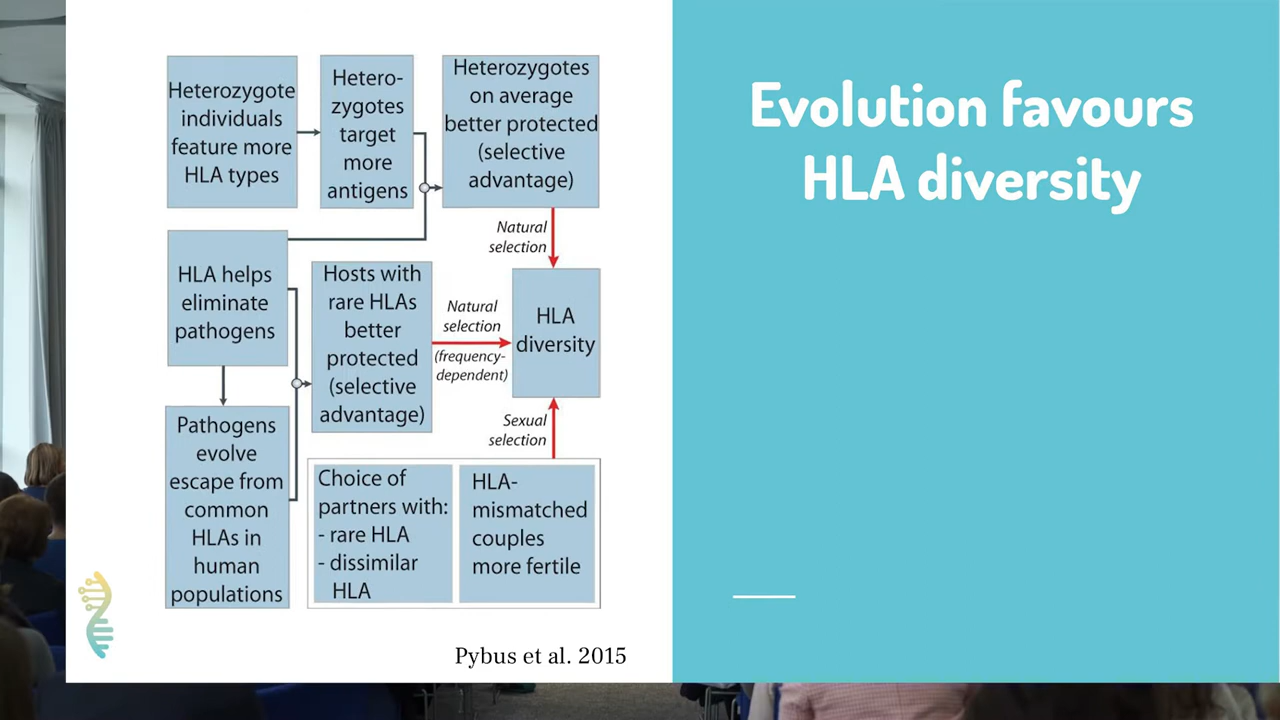 Heterozygote
individuals
feature more
HLA types
Hetero-
zygotes
target
more
antigens
Heterozygotes
on average
better protected
(selective
advantage)
Natural
selection
HLA helps
eliminate
pathogens
Hosts with
rare HLAs
better
protected
(selective
advantage)
Natural
selection
(frequency-
dependent)
HLA
diversity
Sexual
selection
Pathogens
evolve
escape from
common
HLAs in
human
populations
Choice of
partners with:
- rare HLA
- dissimilar
HLA
HLA-
mismatched
couples
more fertile
Pybus et al. 2015
Evolution favours
HLA diversity